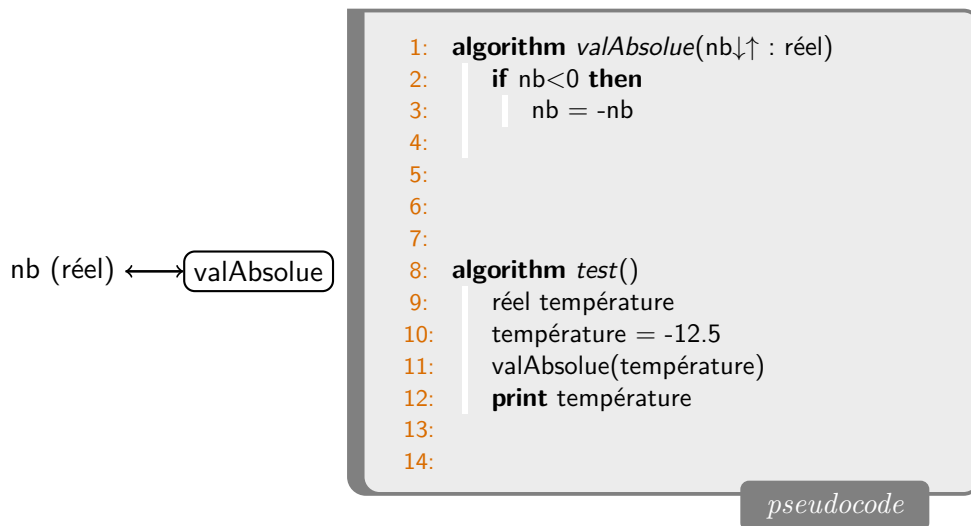 1: algorithm valAbsolue(nb↓↑ : réel)
2: if nb<0 then
3: nb = -nb
4:
5:
6:
7:
nb (réel) ⟷ valAbsolue
8: algorithm test()
9: réel température
10: température = -12.5
11: valAbsolue(température)
12: print température
13:
14:
pseudocode